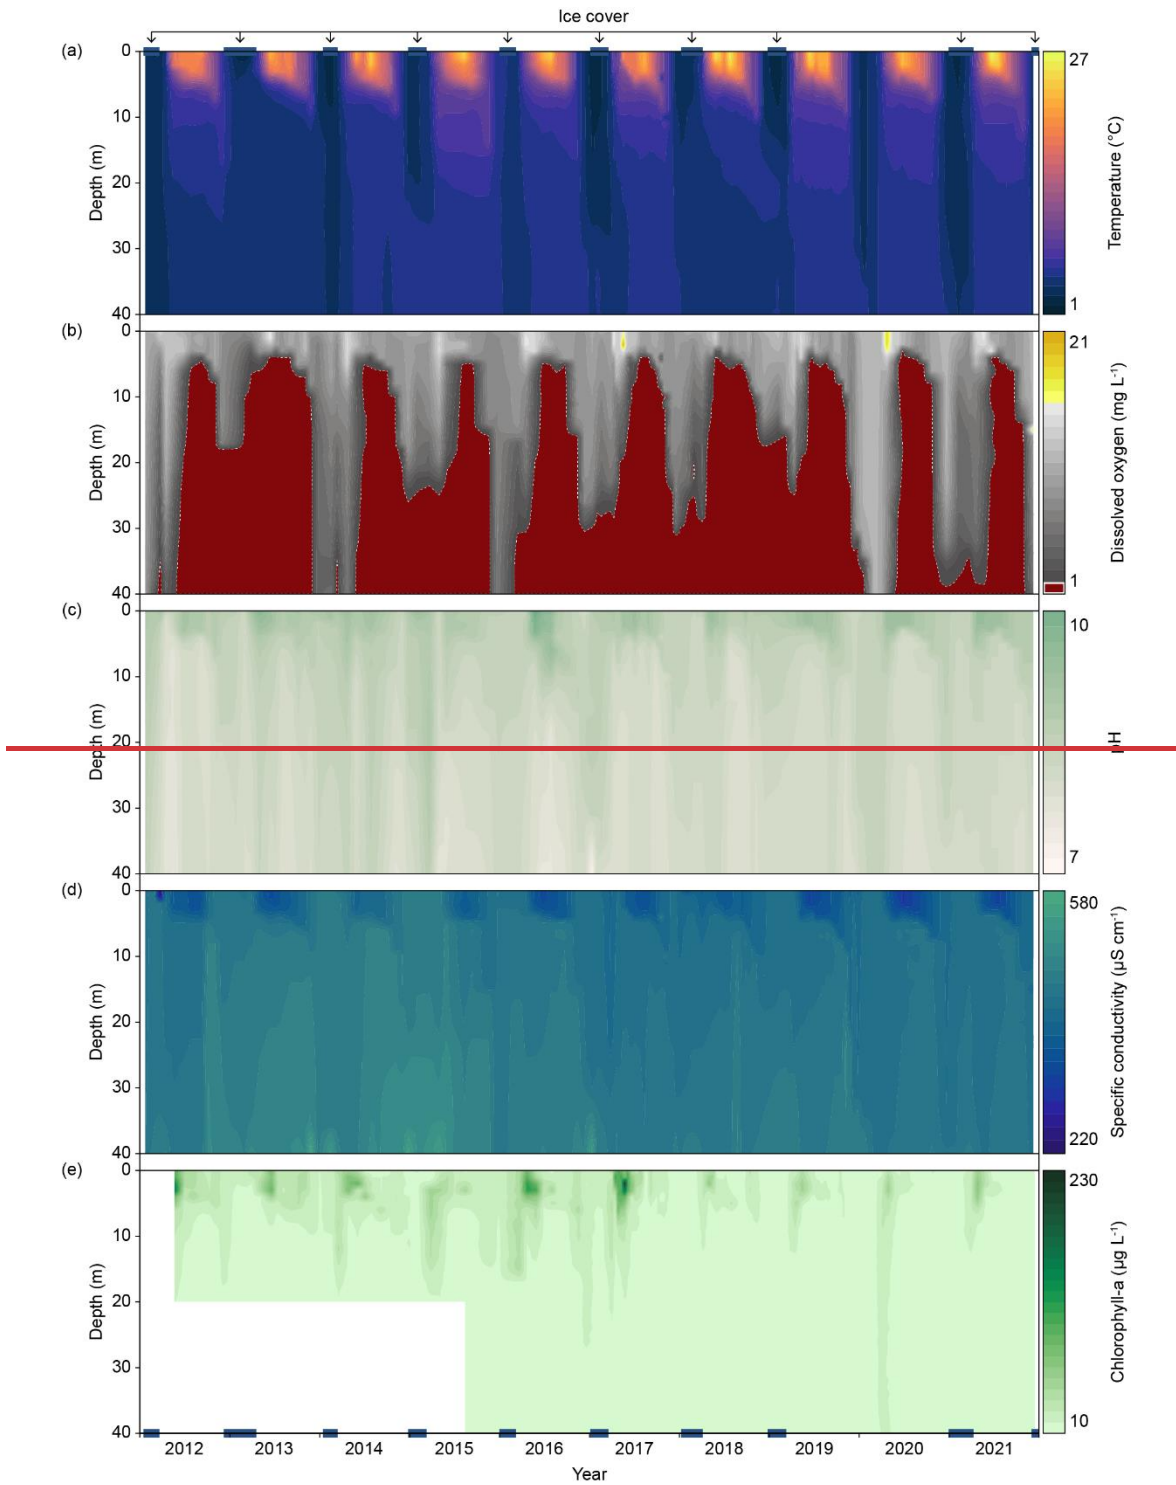 Ice cover
(a)
0
10
20
30
40
Depth (m)
27
1
Temperature (°C)
(b)
0
10
20
30
40
Depth (m)
21
1
Dissolved oxygen (mg L⁻¹)
(c)
0
10
20
30
40
Depth (m)
10
7
pH
(d)
0
10
20
30
40
Depth (m)
580
220
Specific conductivity (µS cm⁻¹)
(e)
0
10
20
30
40
Depth (m)
230
10
Chlorophyll-a (µg L⁻¹)
2012 2013 2014 2015 2016 2017 2018 2019 2020 2021
Year